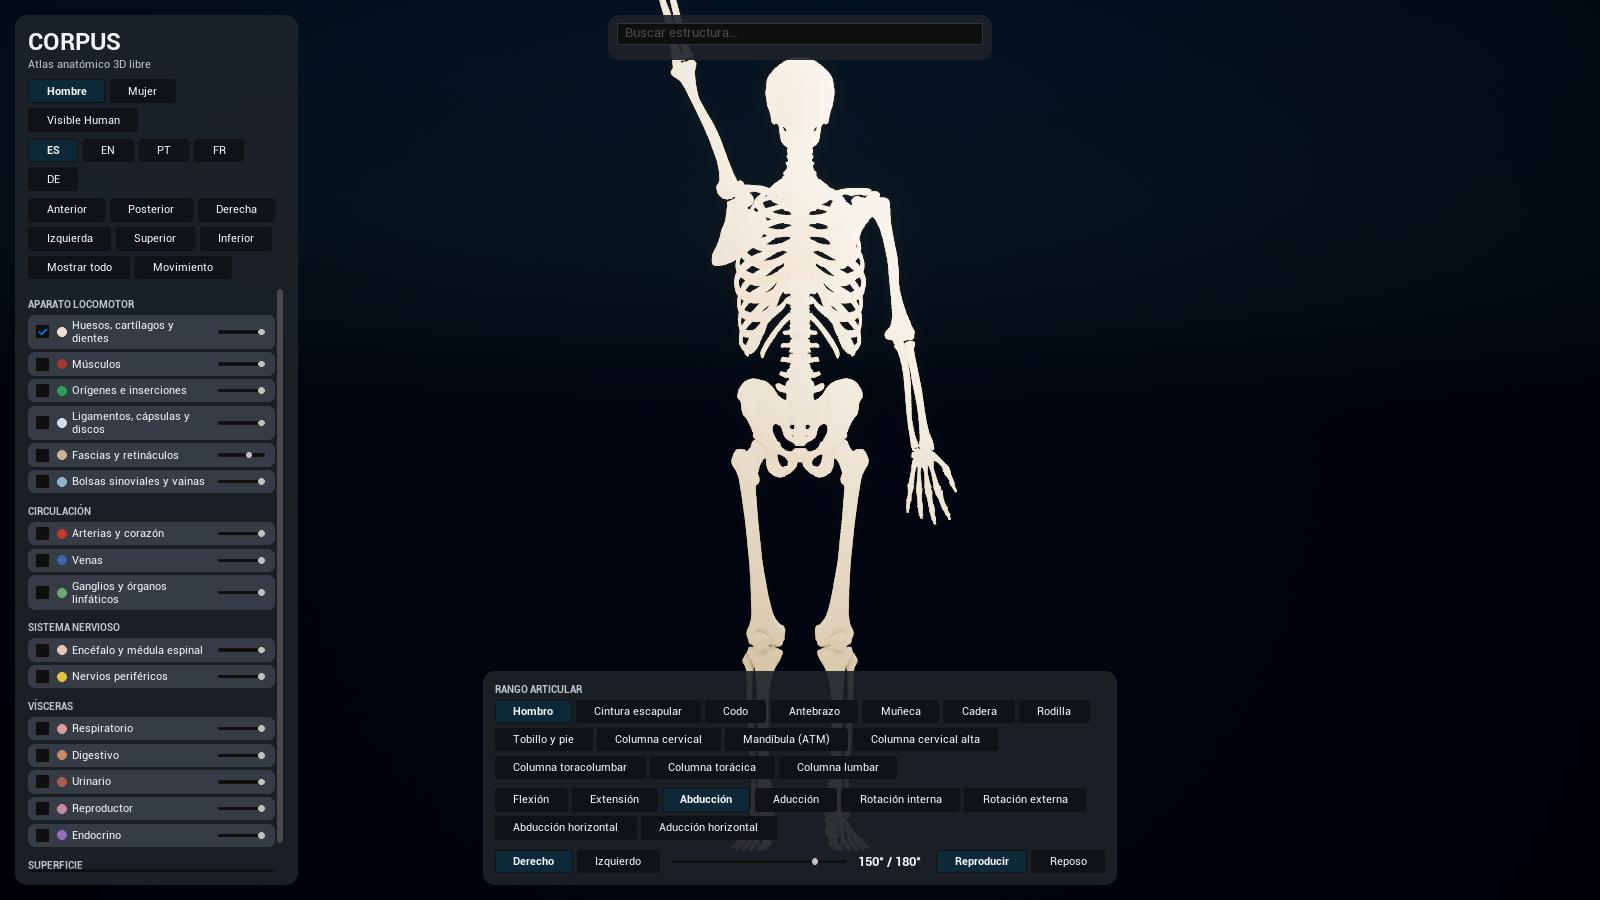 CORPUS
Atlas anatómico 3D libre
Hombre Mujer
Visible Human
ES EN PT FR
DE
Anterior Posterior Derecha
Izquierda Superior Inferior
Mostrar todo Movimiento
APARATO LOCOMOTOR
Huesos, cartílagos y
dientes
Músculos
Orígenes e inserciones
Ligamentos, cápsulas y
discos
Fascias y retináculos
Bolsas sinoviales y vainas
CIRCULACIÓN
Arterias y corazón
Venas
Ganglios y órganos
linfáticos
SISTEMA NERVIOSO
Encéfalo y médula espinal
Nervios periféricos
VÍSCERAS
Respiratorio
Digestivo
Urinario
Reproductor
Endocrino
SUPERFICIE
Buscar estructura...
RANGO ARTICULAR
Hombro Cintura escapular Codo Antebrazo Muñeca Cadera Rodilla
Tobillo y pie Columna cervical Mandíbula (ATM) Columna cervical alta
Columna toracolumbar Columna torácica Columna lumbar
Flexión Extensión Abducción Aducción Rotación interna Rotación externa
Abducción horizontal Aducción horizontal
Derecho Izquierdo 150° / 180° Reproducir Reposo